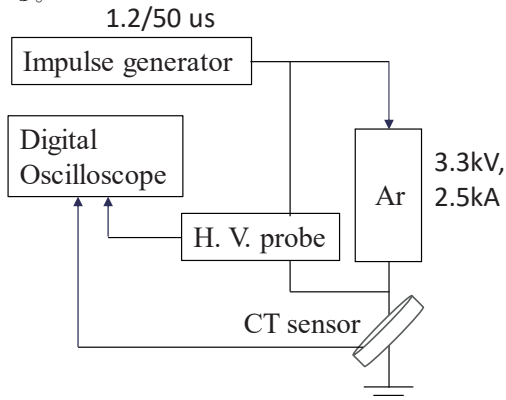 1.2/50 us
Impulse generator
Digital
Oscilloscope
3.3kV,
Ar
2.5kA
H. V. probe
CT sensor